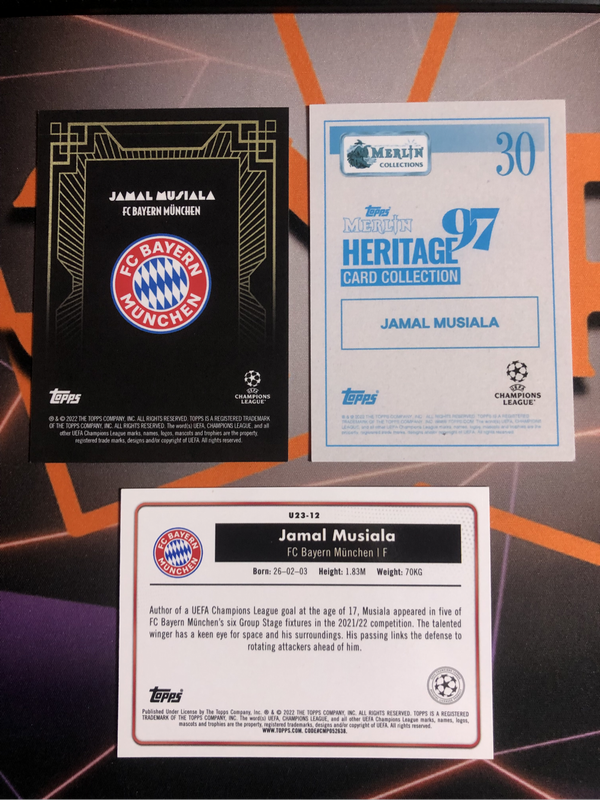 JAMAL MUSIALA
FC BAYERN MÜNCHEN
FC BAYERN
MÜNCHEN
Topps
UEFA
CHAMPIONS
LEAGUE
® & © 2022 THE TOPPS COMPANY, INC. ALL RIGHTS RESERVED. TOPPS IS A REGISTERED TRADEMARK
OF THE TOPPS COMPANY, INC. ALL RIGHTS RESERVED. The word(s) UEFA, CHAMPIONS LEAGUE, and all
other UEFA Champions League marks, names, logos, mascots and trophies are the property,
registered trade marks, designs and/or copyright of UEFA. All rights reserved.
MERLIN
COLLECTIONS
30
Topps
MERLIN
HERITAGE 97
CARD COLLECTION
JAMAL MUSIALA
Topps
UEFA
CHAMPIONS
LEAGUE
U23-12
FC BAYERN
MÜNCHEN
Jamal Musiala
FC Bayern München | F
Born: 26-02-03 Height: 1.83M Weight: 70KG
Author of a UEFA Champions League goal at the age of 17, Musiala appeared in five of
FC Bayern München's six Group Stage fixtures in the 2021/22 competition. The talented
winger has a keen eye for space and his surroundings. His passing links the defense to
rotating attackers ahead of him.
Topps
Published Under License by The Topps Company, Inc. ® & © 2022 THE TOPPS COMPANY, INC. ALL RIGHTS RESERVED. TOPPS IS A REGISTERED
TRADEMARK OF THE TOPPS COMPANY, INC. The word(s) UEFA, CHAMPIONS LEAGUE, and all other UEFA Champions League marks, names, logos,
mascots and trophies are the property, registered trademarks, designs and/or copyright of UEFA. All rights reserved.
WWW.TOPPS.COM. CODE#CMP052638.